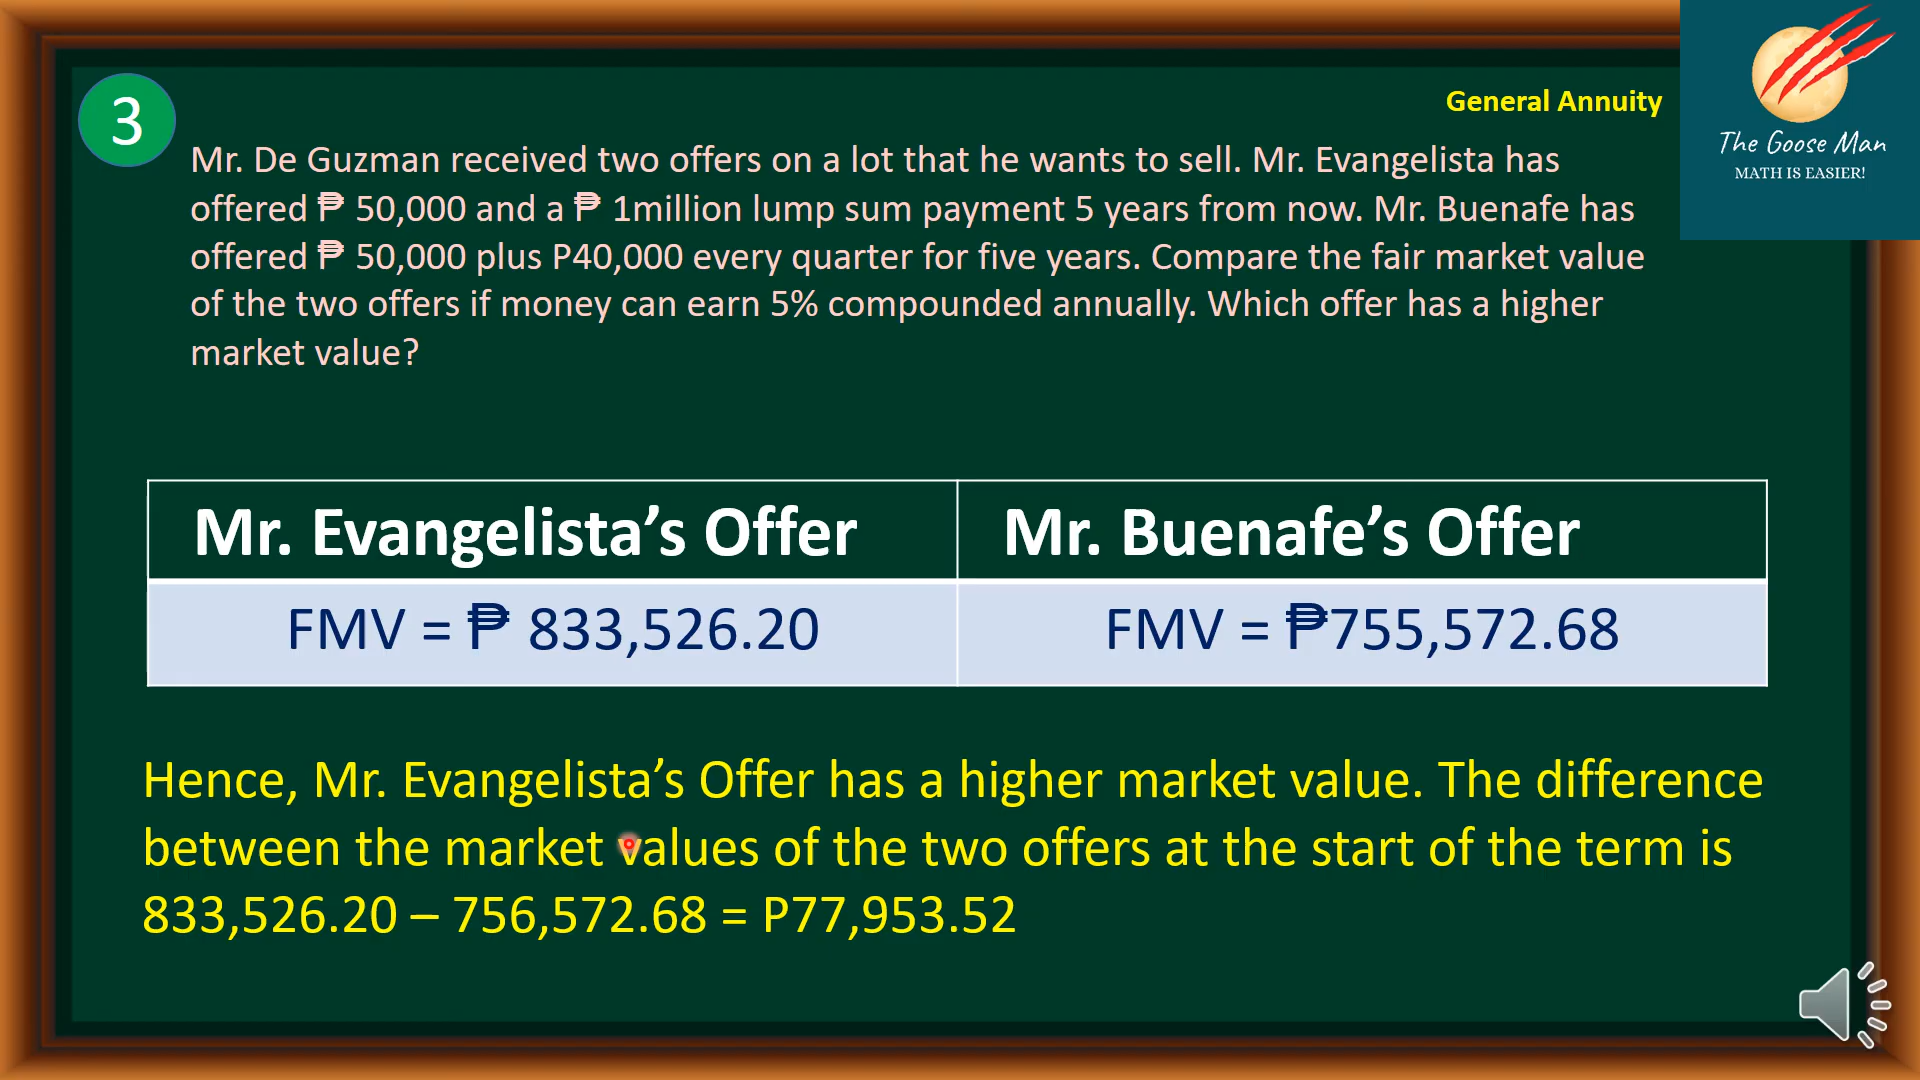 3
General Annuity
The Goose Man
MATH IS EASIER!
Mr. De Guzman received two offers on a lot that he wants to sell. Mr. Evangelista has
offered ₱ 50,000 and a ₱ 1million lump sum payment 5 years from now. Mr. Buenafe has
offered ₱ 50,000 plus P40,000 every quarter for five years. Compare the fair market value
of the two offers if money can earn 5% compounded annually. Which offer has a higher
market value?
Mr. Evangelista’s Offer
Mr. Buenafe’s Offer
FMV = ₱ 833,526.20
FMV = ₱755,572.68
Hence, Mr. Evangelista’s Offer has a higher market value. The difference
between the market values of the two offers at the start of the term is
833,526.20 – 756,572.68 = P77,953.52